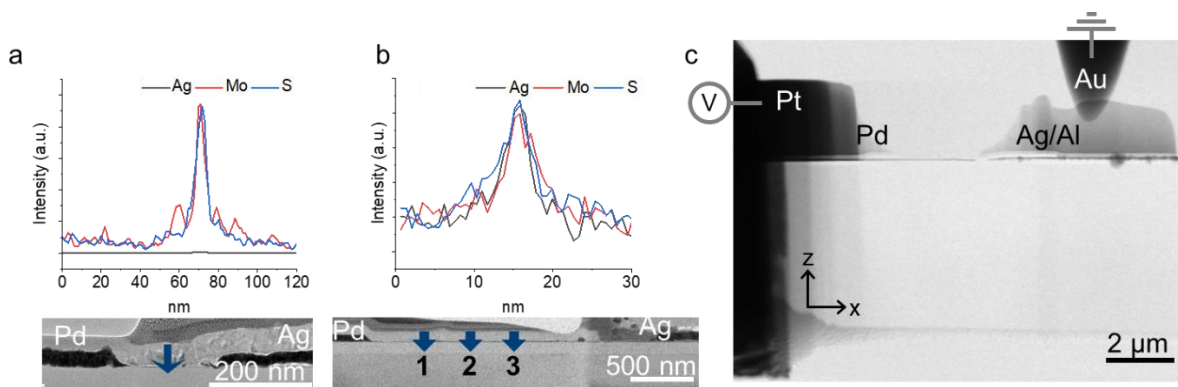 a
Ag Mo S
Intensity (a.u.)
0 20 40 60 80 100 120
nm
Pd Ag
200 nm
b
Ag Mo S
Intensity (a.u.)
0 10 20 30
nm
Pd Ag
1 2 3
500 nm
c
V Pt
Pd
Au
Ag/Al
z
x
2 μm